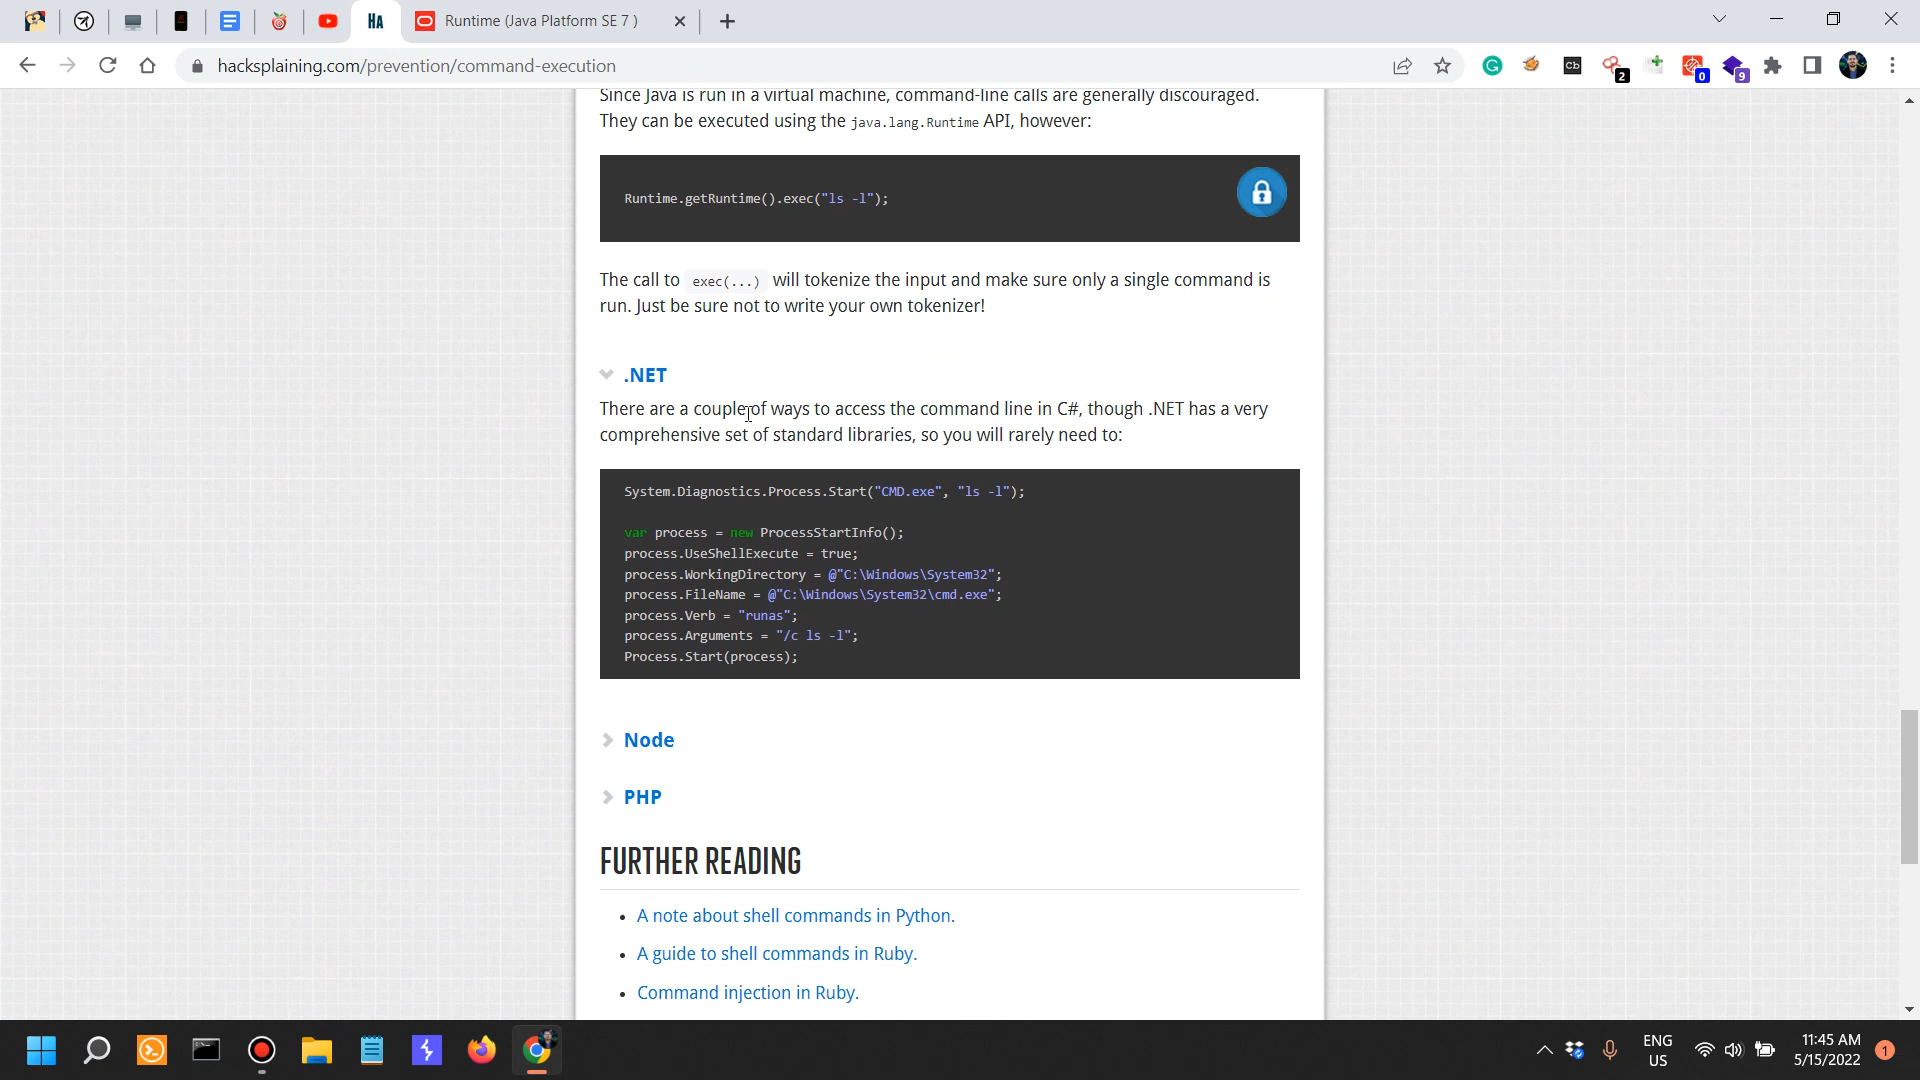 HA
Runtime (Java Platform SE 7 )
hacksplaining.com/prevention/command-execution
Cb
2
0
9
Since Java is run in a virtual machine, command-line calls are generally discouraged.
They can be executed using the java.lang.Runtime API, however:
Runtime.getRuntime().exec("ls -l");
The call to exec(...) will tokenize the input and make sure only a single command is
run. Just be sure not to write your own tokenizer!
.NET
There are a couple of ways to access the command line in C#, though .NET has a very
comprehensive set of standard libraries, so you will rarely need to:
System.Diagnostics.Process.Start("CMD.exe", "ls -l");
var process = new ProcessStartInfo();
process.UseShellExecute = true;
process.WorkingDirectory = @"C:\Windows\System32";
process.FileName = @"C:\Windows\System32\cmd.exe";
process.Verb = "runas";
process.Arguments = "/c ls -l";
Process.Start(process);
Node
PHP
FURTHER READING
• A note about shell commands in Python.
• A guide to shell commands in Ruby.
• Command injection in Ruby.
ENG
US
11:45 AM
5/15/2022
1